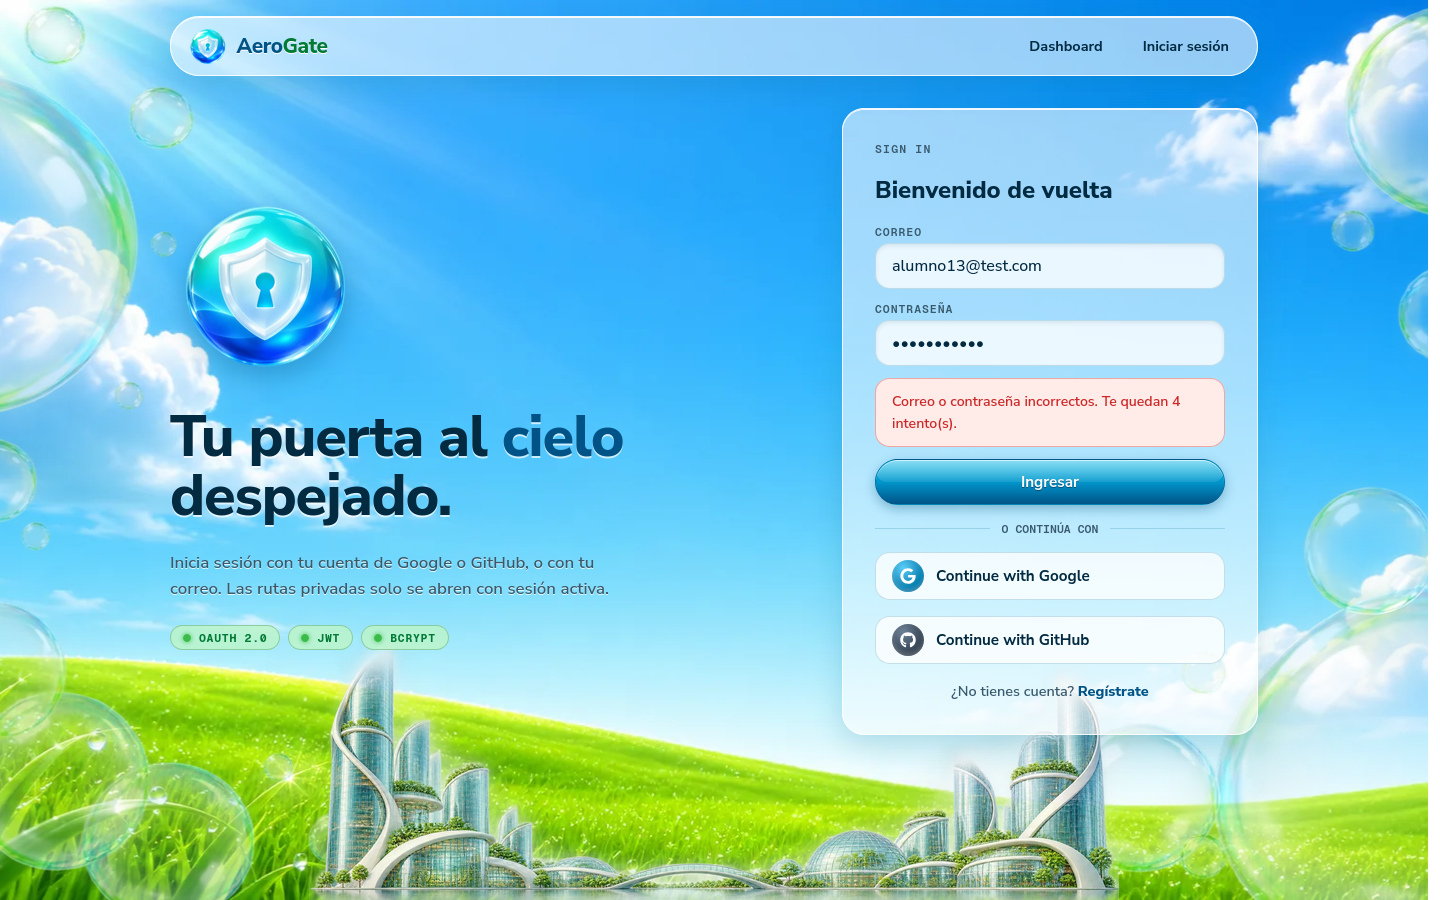 AeroGate
Dashboard
Iniciar sesión
Tu puerta al cielo
despejado.
Inicia sesión con tu cuenta de Google o GitHub, o con tu
correo. Las rutas privadas solo se abren con sesión activa.
OAUTH 2.0
JWT
BCRYPT
SIGN IN
Bienvenido de vuelta
CORREO
alumno13@test.com
CONTRASEÑA
•••••••••••
Correo o contraseña incorrectos. Te quedan 4
intento(s).
Ingresar
O CONTINÚA CON
G
Continue with Google
Continue with GitHub
¿No tienes cuenta? Regístrate